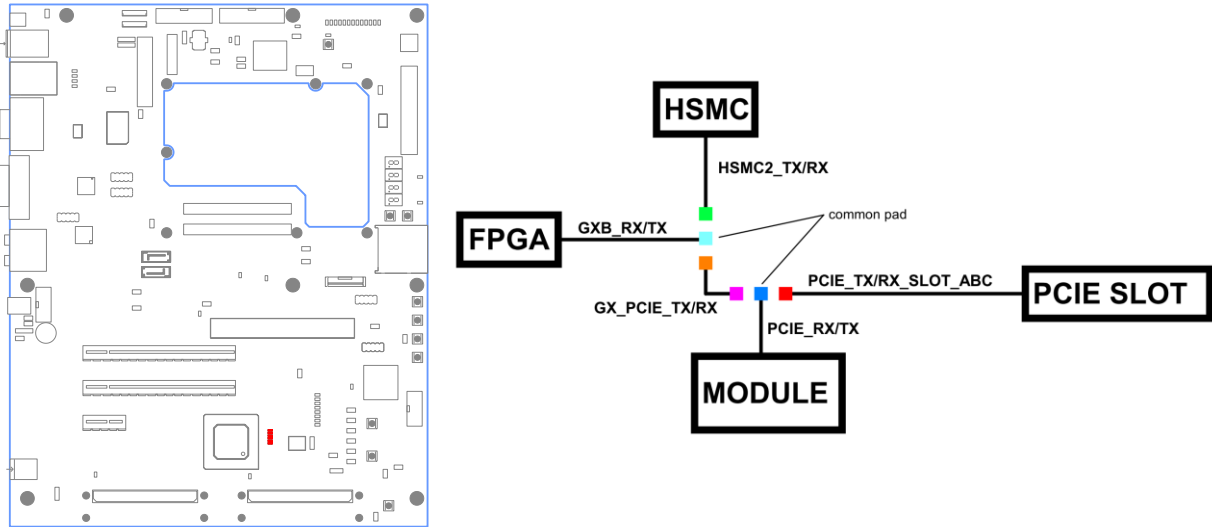 HSMC
HSMC2_TX/RX
common pad
FPGA
GXB_RX/TX
PCIE_TX/RX_SLOT_ABC
PCIE SLOT
GX_PCIE_TX/RX
PCIE_RX/TX
MODULE